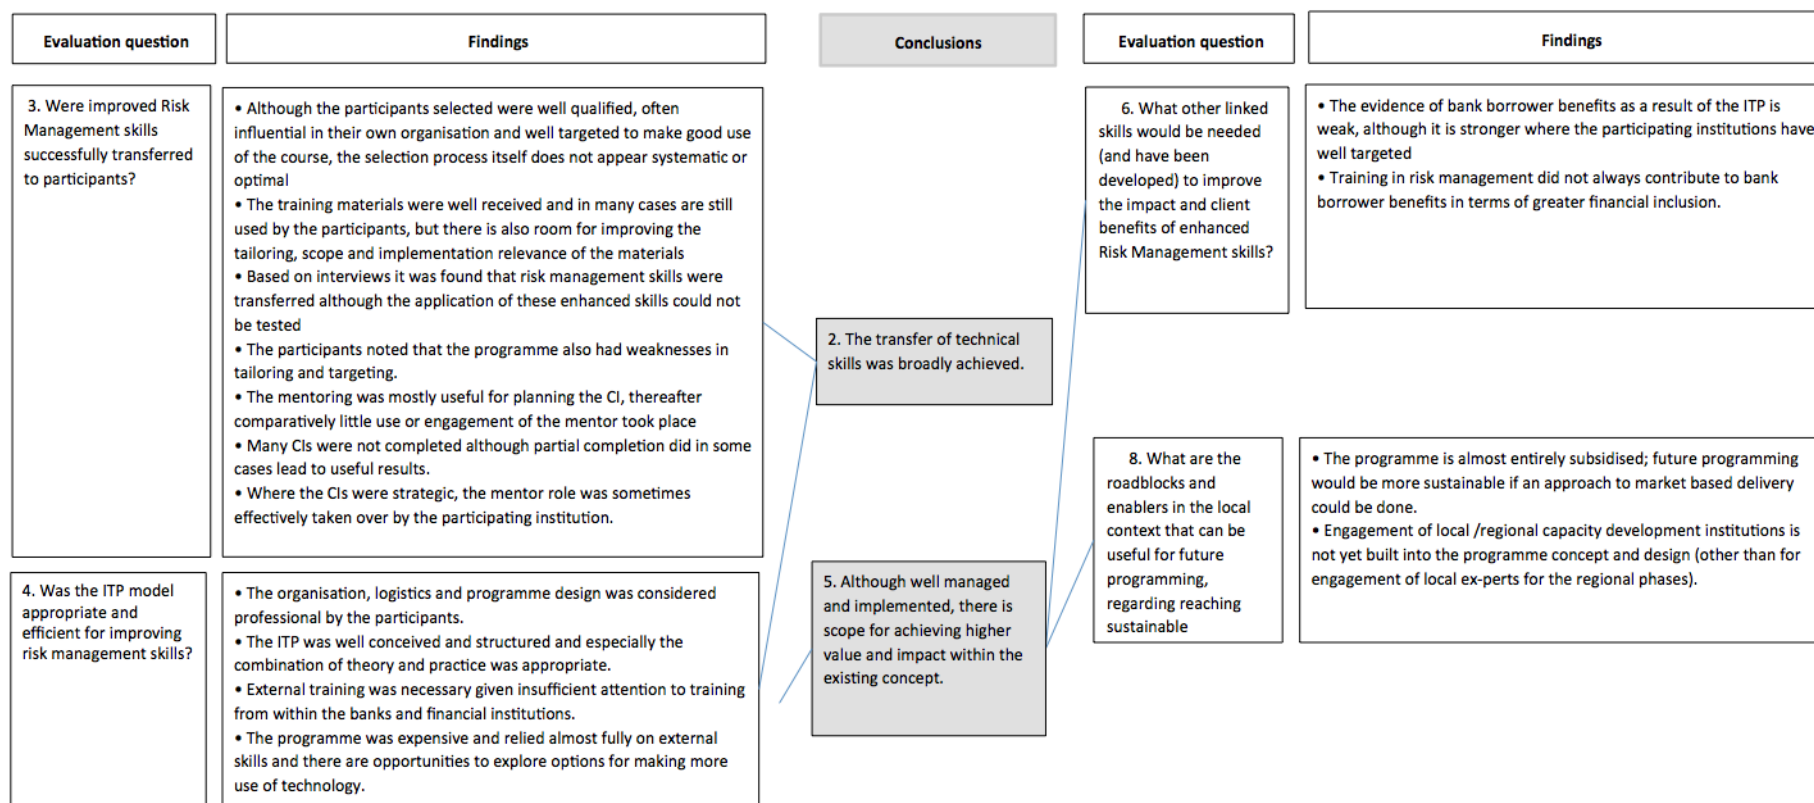 Evaluation question
Findings
Conclusions
Evaluation question
Findings
3. Were improved Risk
Management skills
successfully transferred
to participants?
• Although the participants selected were well qualified, often
influential in their own organisation and well targeted to make good use
of the course, the selection process itself does not appear systematic or
optimal
• The training materials were well received and in many cases are still
used by the participants, but there is also room for improving the
tailoring, scope and implementation relevance of the materials
• Based on interviews it was found that risk management skills were
transferred although the application of these enhanced skills could not
be tested
• The participants noted that the programme also had weaknesses in
tailoring and targeting.
• The mentoring was mostly useful for planning the CI, thereafter
comparatively little use or engagement of the mentor took place
• Many CIs were not completed although partial completion did in some
cases lead to useful results.
• Where the CIs were strategic, the mentor role was sometimes
effectively taken over by the participating institution.
4. Was the ITP model
appropriate and
efficient for improving
risk management skills?
• The organisation, logistics and programme design was considered
professional by the participants.
• The ITP was well conceived and structured and especially the
combination of theory and practice was appropriate.
• External training was necessary given insufficient attention to training
from within the banks and financial institutions.
• The programme was expensive and relied almost fully on external
skills and there are opportunities to explore options for making more
use of technology.
2. The transfer of technical
skills was broadly achieved.
5. Although well managed
and implemented, there is
scope for achieving higher
value and impact within the
existing concept.
6. What other linked
skills would be needed
(and have been
developed) to improve
the impact and client
benefits of enhanced
Risk Management skills?
• The evidence of bank borrower benefits as a result of the ITP is
weak, although it is stronger where the participating institutions have
well targeted
• Training in risk management did not always contribute to bank
borrower benefits in terms of greater financial inclusion.
8. What are the
roadblocks and
enablers in the local
context that can be
useful for future
programming,
regarding reaching
sustainable
• The programme is almost entirely subsidised; future programming
would be more sustainable if an approach to market based delivery
could be done.
• Engagement of local /regional capacity development institutions is
not yet built into the programme concept and design (other than for
engagement of local ex-perts for the regional phases).